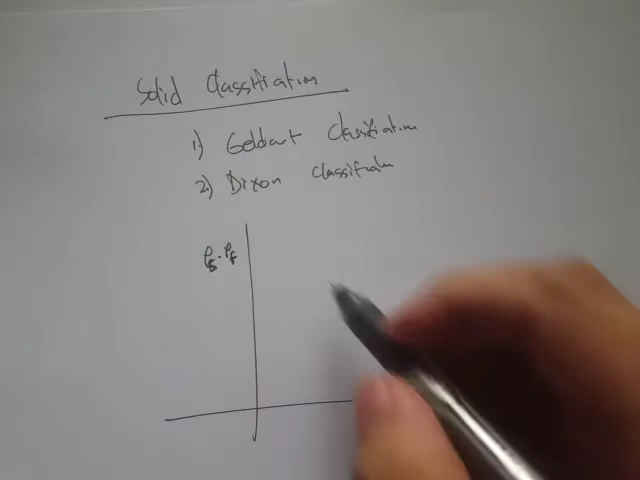 Solid Classification
1) Geldart Classification
2) Dixon Classification
ρs - ρf